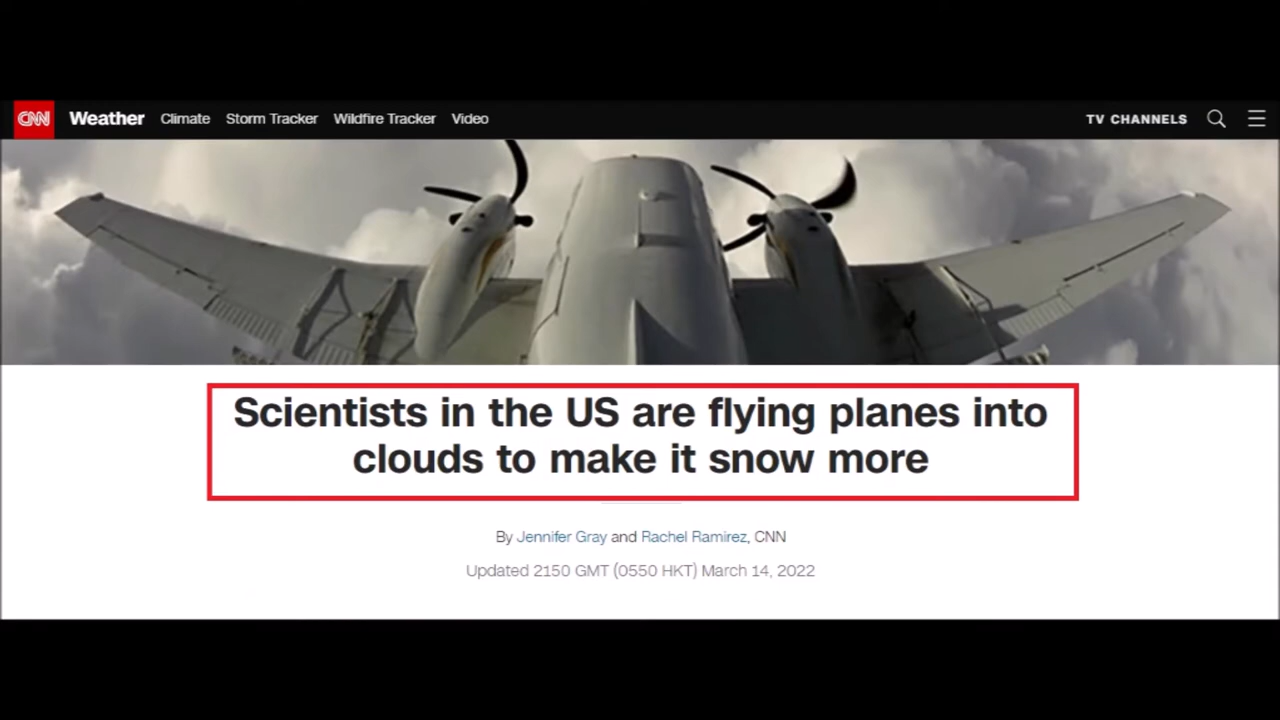 CNN Weather Climate Storm Tracker Wildfire Tracker Video TV CHANNELS
Scientists in the US are flying planes into
clouds to make it snow more
By Jennifer Gray and Rachel Ramirez, CNN
Updated 2150 GMT (0550 HKT) March 14, 2022